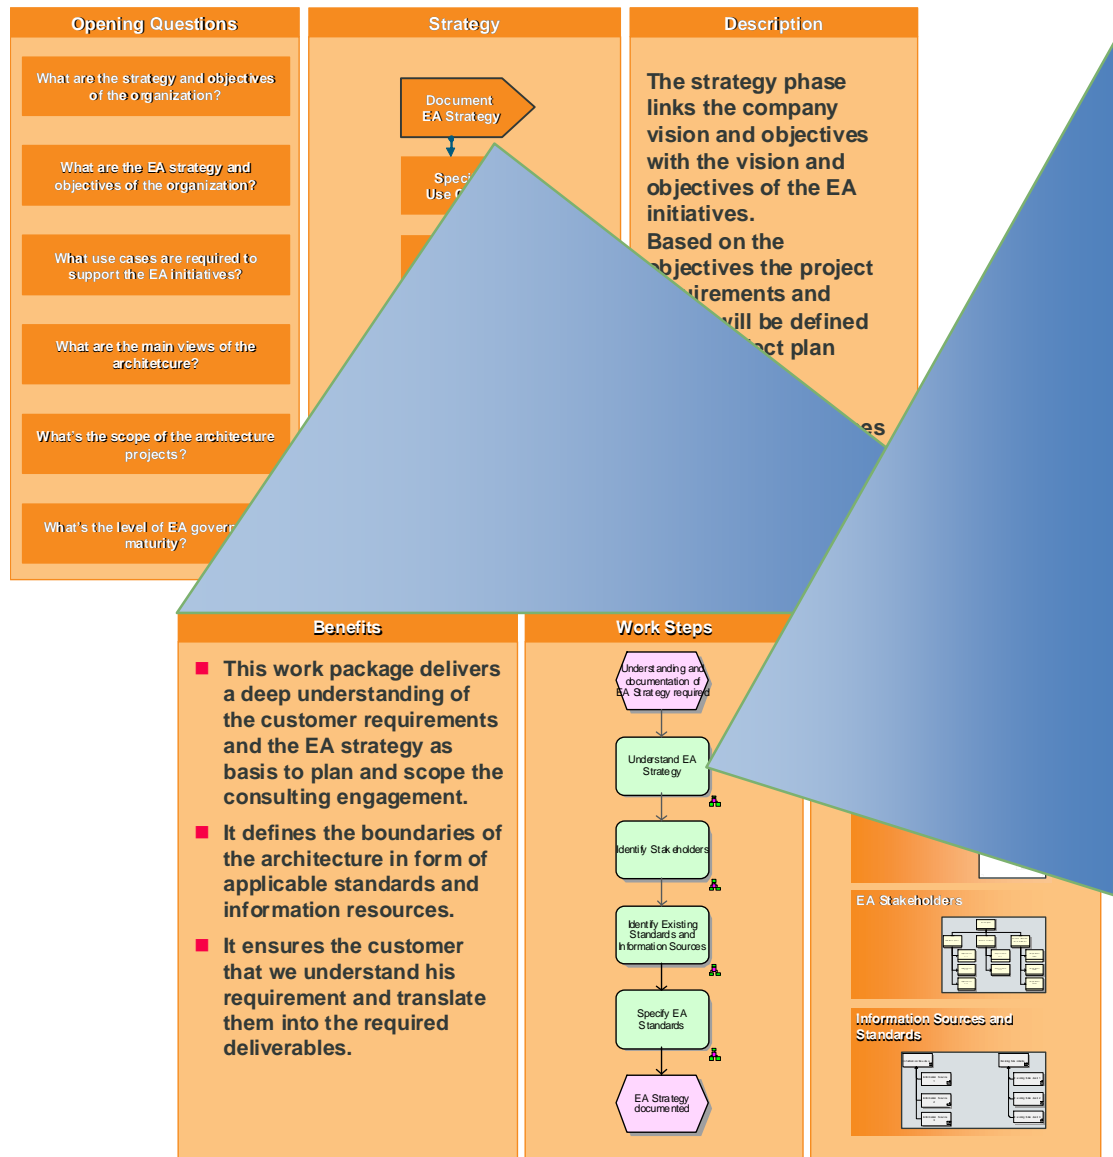 Opening Questions
What are the strategy and objectives
of the organization?
What are the EA strategy and
objectives of the organization?
What use cases are required to
support the EA initiatives?
What are the main views of the
architetcure?
What's the scope of the architecture
projects?
What's the level of EA
maturity?
Strategy
Document
EA Strategy
Use
Description
The strategy phase
links the company
vision and objectives
with the vision and
objectives of the EA
initiatives.
Based on the
objectives the project
and
will be defined
plan
Benefits
This work package delivers
a deep understanding of
the customer requirements
and the EA strategy as
basis to plan and scope the
consulting engagement.
It defines the boundaries of
the architecture in form of
applicable standards and
information resources.
It ensures the customer
that we understand his
requirement and translate
them into the required
deliverables.
Work Steps
Understanding and
documentation of
EA Strategy required
Understand EA
Strategy
Identify Stakeholders
Identify Existing
Standards and
Information Sources
Specify EA
Standards
EA Strategy
documented
EA Stakeholders
Information Sources and
Standards